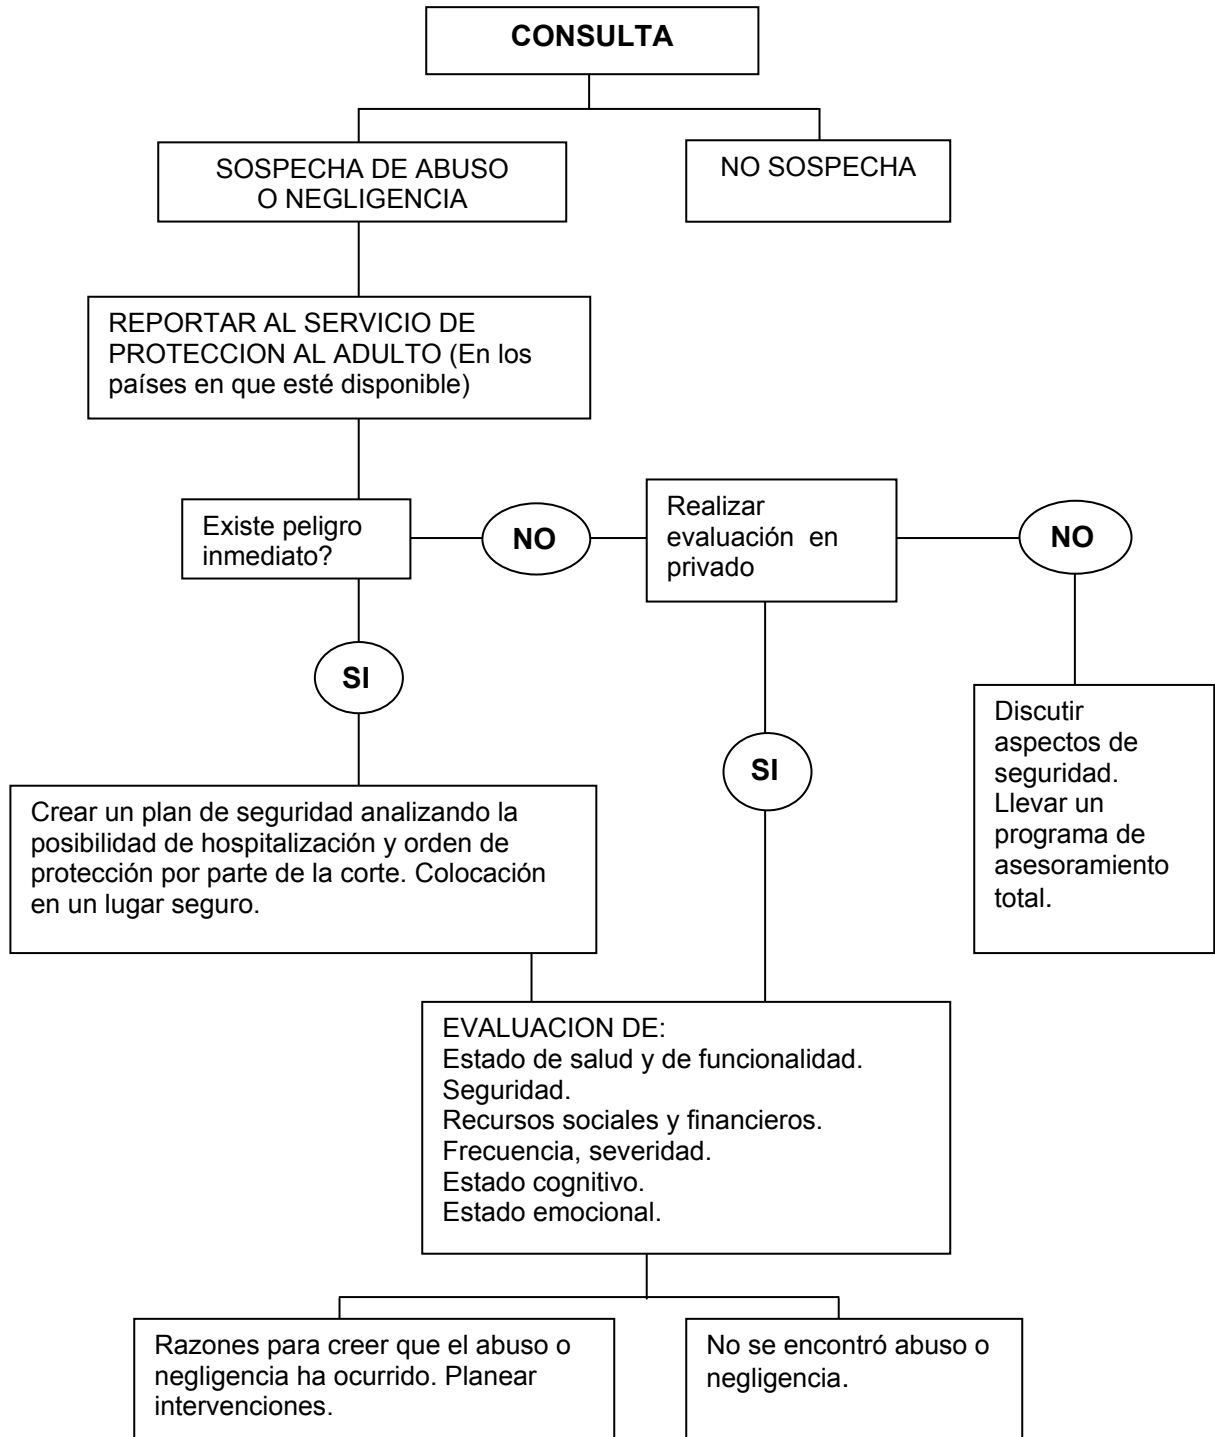 CONSULTA
SOSPECHA DE ABUSO
O NEGLIGENCIA
NO SOSPECHA
REPORTAR AL SERVICIO DE
PROTECCION AL ADULTO (En los
países en que esté disponible)
Existe peligro
inmediato?
NO
Realizar
evaluación en
privado
NO
SI
SI
Discutir
aspectos de
seguridad.
Llevar un
programa de
asesoramiento
total.
Crear un plan de seguridad analizando la
posibilidad de hospitalización y orden de
protección por parte de la corte. Colocación
en un lugar seguro.
EVALUACION DE:
Estado de salud y de funcionalidad.
Seguridad.
Recursos sociales y financieros.
Frecuencia, severidad.
Estado cognitivo.
Estado emocional.
Razones para creer que el abuso o
negligencia ha ocurrido. Planear
intervenciones.
No se encontró abuso o
negligencia.